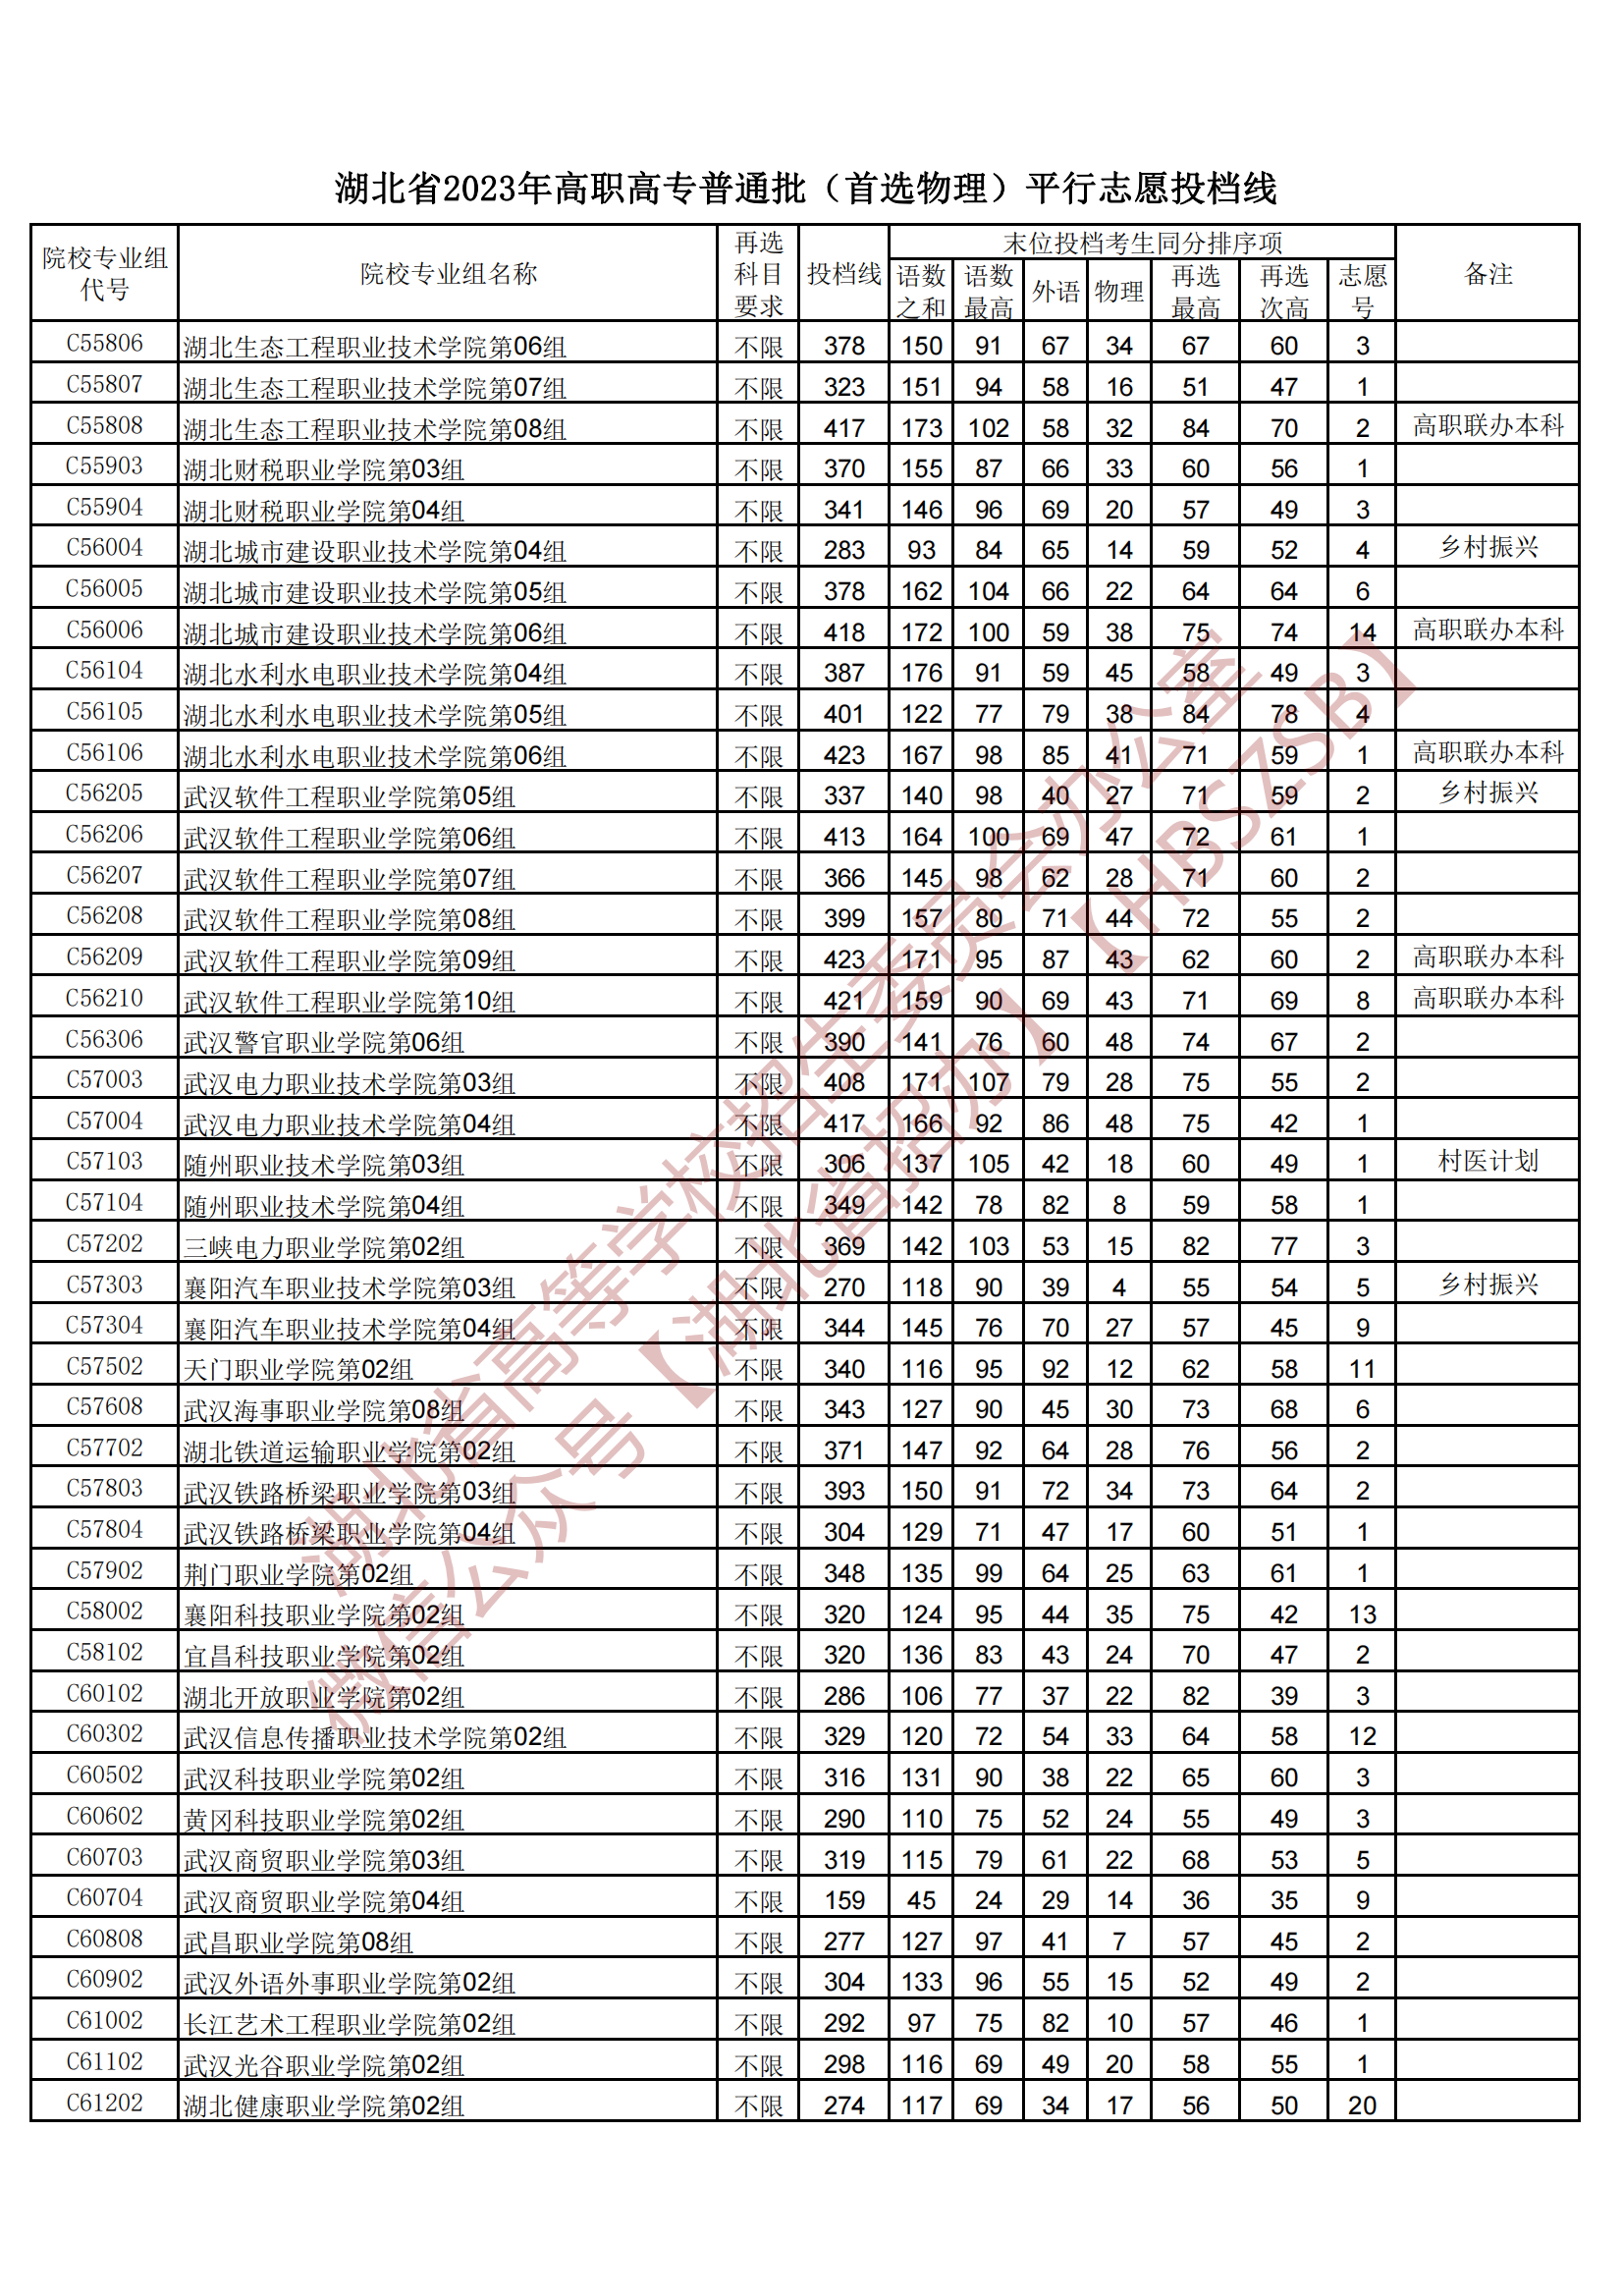 湖北省2023年高职高专普通批（首选物理）平行志愿投档线
院校专业组代号 院校专业组名称 再选科目要求 投档线 末位投档考生同分排序项 备注
语数之和 语数最高 外语 物理 再选最高 再选次高 志愿号
C55806 湖北生态工程职业技术学院第06组 不限 378 150 91 67 34 67 60 3
C55807 湖北生态工程职业技术学院第07组 不限 323 151 94 58 16 51 47 1
C55808 湖北生态工程职业技术学院第08组 不限 417 173 102 58 32 84 70 2 高职联办本科
C55903 湖北财税职业学院第03组 不限 370 155 87 66 33 60 56 1
C55904 湖北财税职业学院第04组 不限 341 146 96 69 20 57 49 3
C56004 湖北城市建设职业技术学院第04组 不限 283 93 84 65 14 59 52 4 乡村振兴
C56005 湖北城市建设职业技术学院第05组 不限 378 162 104 66 22 64 64 6
C56006 湖北城市建设职业技术学院第06组 不限 418 172 100 59 38 75 74 14 高职联办本科
C56104 湖北水利水电职业技术学院第04组 不限 387 176 91 59 45 58 49 3
C56105 湖北水利水电职业技术学院第05组 不限 401 122 77 79 38 84 78 4
C56106 湖北水利水电职业技术学院第06组 不限 423 167 98 85 41 71 59 1 高职联办本科
C56205 武汉软件工程职业学院第05组 不限 337 140 98 40 27 71 59 2 乡村振兴
C56206 武汉软件工程职业学院第06组 不限 413 164 100 69 47 72 61 1
C56207 武汉软件工程职业学院第07组 不限 366 145 98 62 28 71 60 2
C56208 武汉软件工程职业学院第08组 不限 399 157 80 71 44 72 55 2
C56209 武汉软件工程职业学院第09组 不限 423 171 95 87 43 62 60 2 高职联办本科
C56210 武汉软件工程职业学院第10组 不限 421 159 90 69 43 71 69 8 高职联办本科
C56306 武汉警官职业学院第06组 不限 390 141 76 60 48 74 67 2
C57003 武汉电力职业技术学院第03组 不限 408 171 107 79 28 75 55 2
C57004 武汉电力职业技术学院第04组 不限 417 166 92 86 48 75 42 1
C57103 随州职业技术学院第03组 不限 306 137 105 42 18 60 49 1 村医计划
C57104 随州职业技术学院第04组 不限 349 142 78 82 8 59 58 1
C57202 三峡电力职业学院第02组 不限 369 142 103 53 15 82 77 3
C57303 襄阳汽车职业技术学院第03组 不限 270 118 90 39 4 55 54 5 乡村振兴
C57304 襄阳汽车职业技术学院第04组 不限 344 145 76 70 27 57 45 9
C57502 天门职业学院第02组 不限 340 116 95 92 12 62 58 11
C57608 武汉海事职业学院第08组 不限 343 127 90 45 30 73 68 6
C57702 湖北铁道运输职业学院第02组 不限 371 147 92 64 28 76 56 2
C57803 武汉铁路桥梁职业学院第03组 不限 393 150 91 72 34 73 64 2
C57804 武汉铁路桥梁职业学院第04组 不限 304 129 71 47 17 60 51 1
C57902 荆门职业学院第02组 不限 348 135 99 64 25 63 61 1
C58002 襄阳科技职业学院第02组 不限 320 124 95 44 35 75 42 13
C58102 宜昌科技职业学院第02组 不限 320 136 83 43 24 70 47 2
C60102 湖北开放职业学院第02组 不限 286 106 77 37 22 82 39 3
C60302 武汉信息传播职业技术学院第02组 不限 329 120 72 54 33 64 58 12
C60502 武汉科技职业学院第02组 不限 316 131 90 38 22 65 60 3
C60602 黄冈科技职业学院第02组 不限 290 110 75 52 24 55 49 3
C60703 武汉商贸职业学院第03组 不限 319 115 79 61 22 68 53 5
C60704 武汉商贸职业学院第04组 不限 159 45 24 29 14 36 35 9
C60808 武昌职业学院第08组 不限 277 127 97 41 7 57 45 2
C60902 武汉外语外事职业学院第02组 不限 304 133 96 55 15 52 49 2
C61002 长江艺术工程职业学院第02组 不限 292 97 75 82 10 57 46 1
C61102 武汉光谷职业学院第02组 不限 298 116 69 49 20 58 55 1
C61202 湖北健康职业学院第02组 不限 274 117 69 34 17 56 50 20
湖北省高等学校招生委员会办公室
微信公众号【湖北省招办】【HBSZSB】